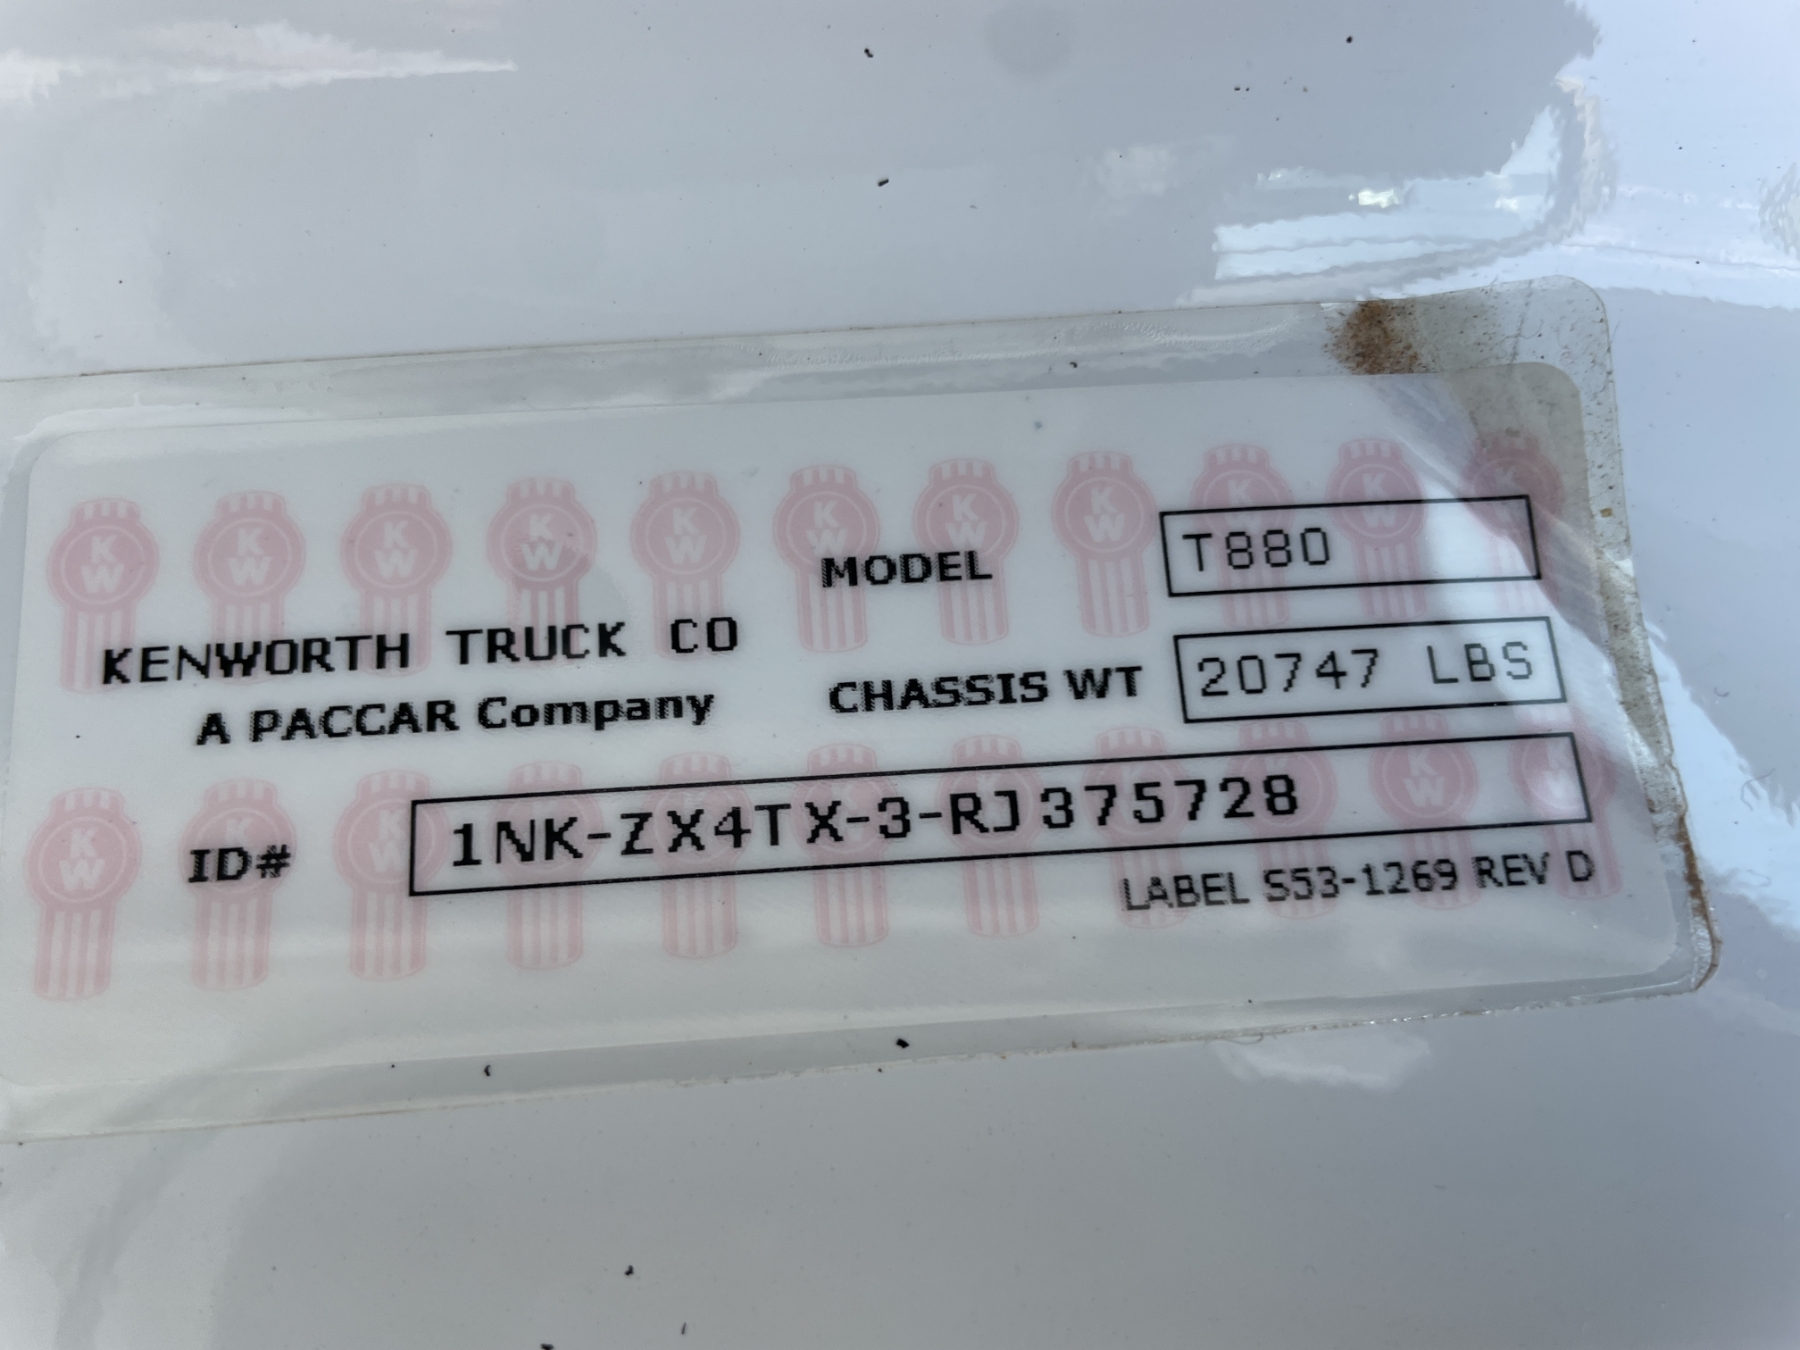 MODEL T880
KENWORTH TRUCK CO
A PACCAR Company
CHASSIS WT 20747 LBS
ID# 1NK-ZX4TX-3-RJ375728
LABEL S53-1269 REV D